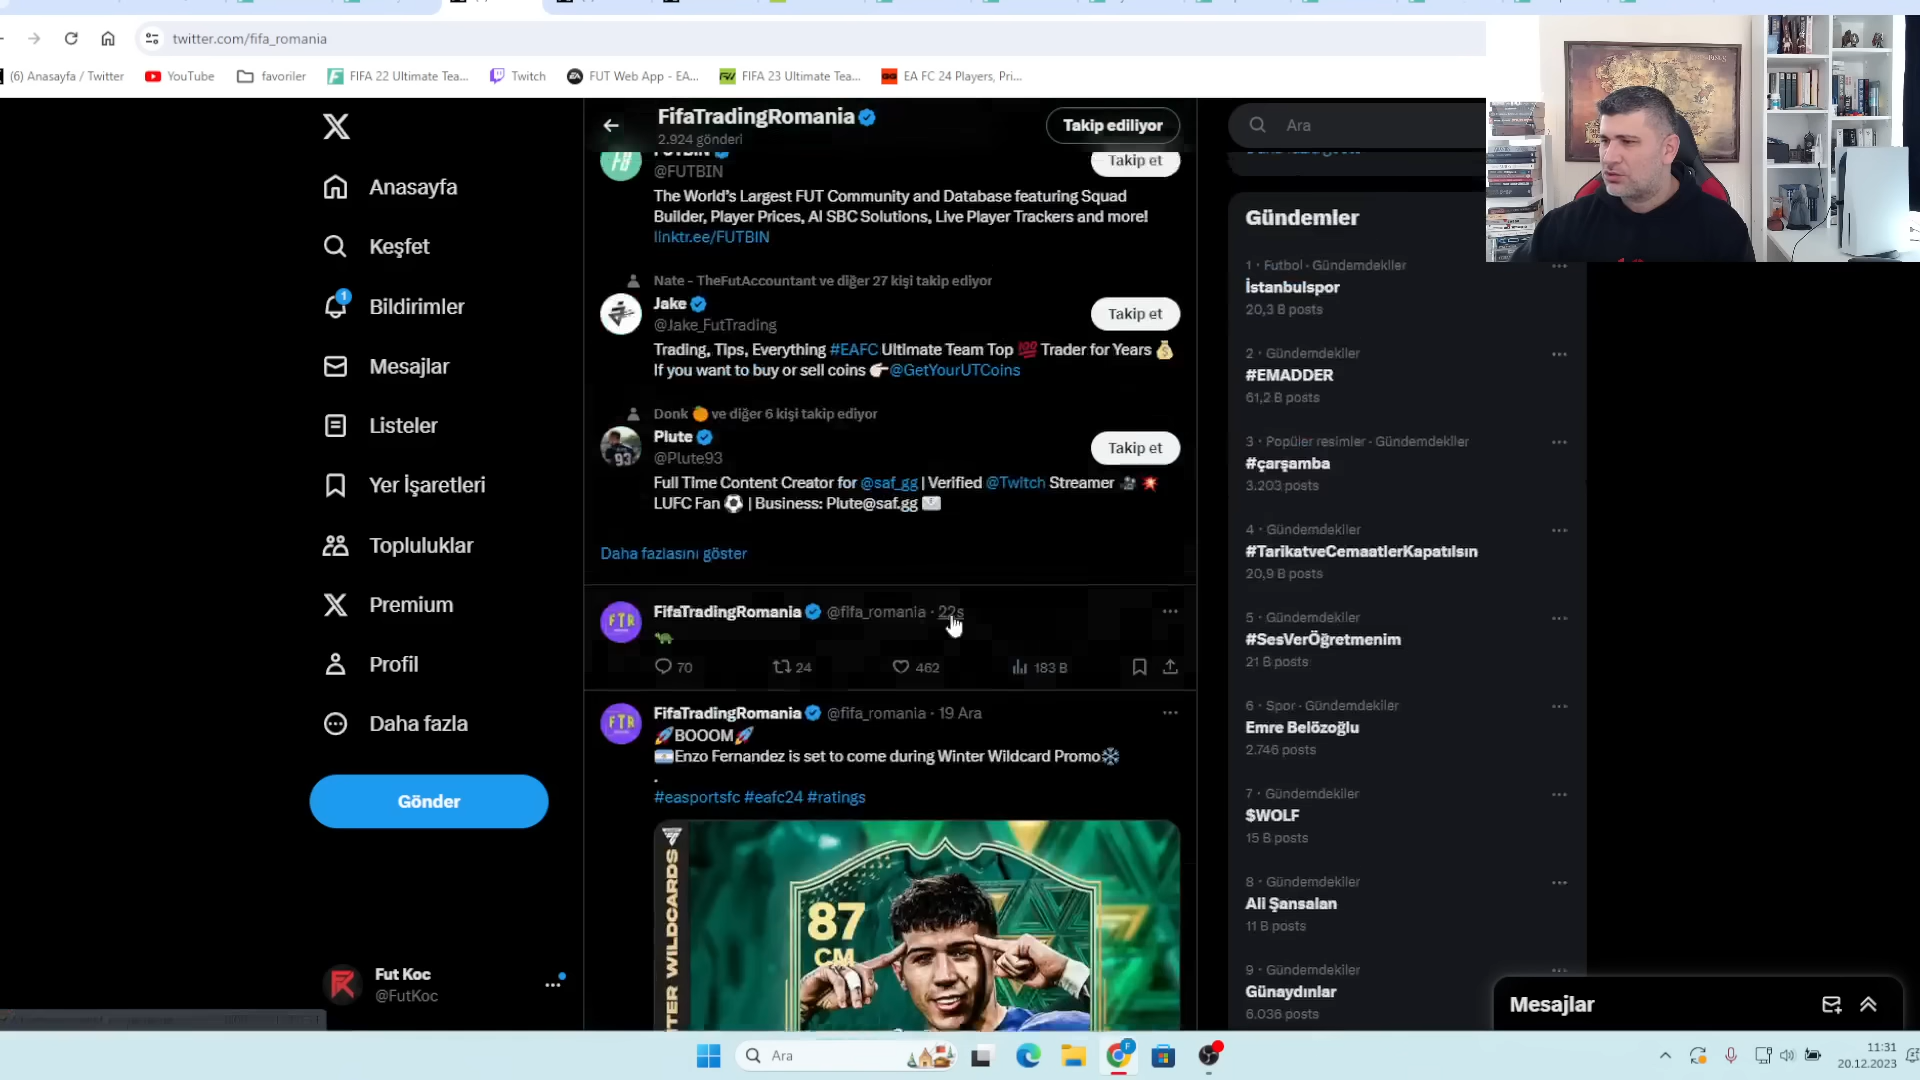 twitter.com/fifa_romania
(6) Anasayfa / Twitter
YouTube
favoriler
FIFA 22 Ultimate Tea...
Twitch
FUT Web App - EA...
FIFA 23 Ultimate Tea...
EA FC 24 Players, Pri...
Anasayfa
Keşfet
1
Bildirimler
Mesajlar
Listeler
Yer İşaretleri
Topluluklar
Premium
Profil
Daha fazla
Gönder
Fut Koc
@FutKoc
FifaTradingRomania
2.924 gönderi
Takip ediliyor
FUTBIN
Takip et
@FUTBIN
The World's Largest FUT Community and Database featuring Squad
Builder, Player Prices, AI SBC Solutions, Live Player Trackers and more!
linktr.ee/FUTBIN
Nate - TheFutAccountant ve diğer 27 kişi takip ediyor
Jake
@Jake_FutTrading
Takip et
Trading, Tips, Everything #EAFC Ultimate Team Top 💯 Trader for Years 💰
If you want to buy or sell coins 👉🏻@GetYourUTCoins
Donk 🍊 ve diğer 6 kişi takip ediyor
Plute
@Plute93
Takip et
Full Time Content Creator for @saf_gg | Verified @Twitch Streamer 🎥 💥
LUFC Fan ⚽ | Business: Plute@saf.gg ✉️
Daha fazlasını göster
FTR
FifaTradingRomania @fifa_romania · 22s
🐢
70 24 462 183 B
FTR
FifaTradingRomania @fifa_romania · 19 Ara
🚀BOOOM🚀
🇦🇷Enzo Fernandez is set to come during Winter Wildcard Promo❄️
.
#easportsfc #eafc24 #ratings
WILDCARDS
87
CM
Ara
Gündemler
1 · Futbol · Gündemdekiler
İstanbulspor
20,3 B posts
2 · Gündemdekiler
#EMADDER
61,2 B posts
3 · Popüler resimler · Gündemdekiler
#çarşamba
3.203 posts
4 · Gündemdekiler
#TarikatveCemaatlerKapatılsın
20,9 B posts
5 · Gündemdekiler
#SesVerÖğretmenim
21 B posts
6 · Spor · Gündemdekiler
Emre Belözoğlu
2.746 posts
7 · Gündemdekiler
$WOLF
15 B posts
8 · Gündemdekiler
Ali Şansalan
11 B posts
9 · Gündemdekiler
Günaydınlar
6.036 posts
Mesajlar
Ara
11:31
20.12.2023